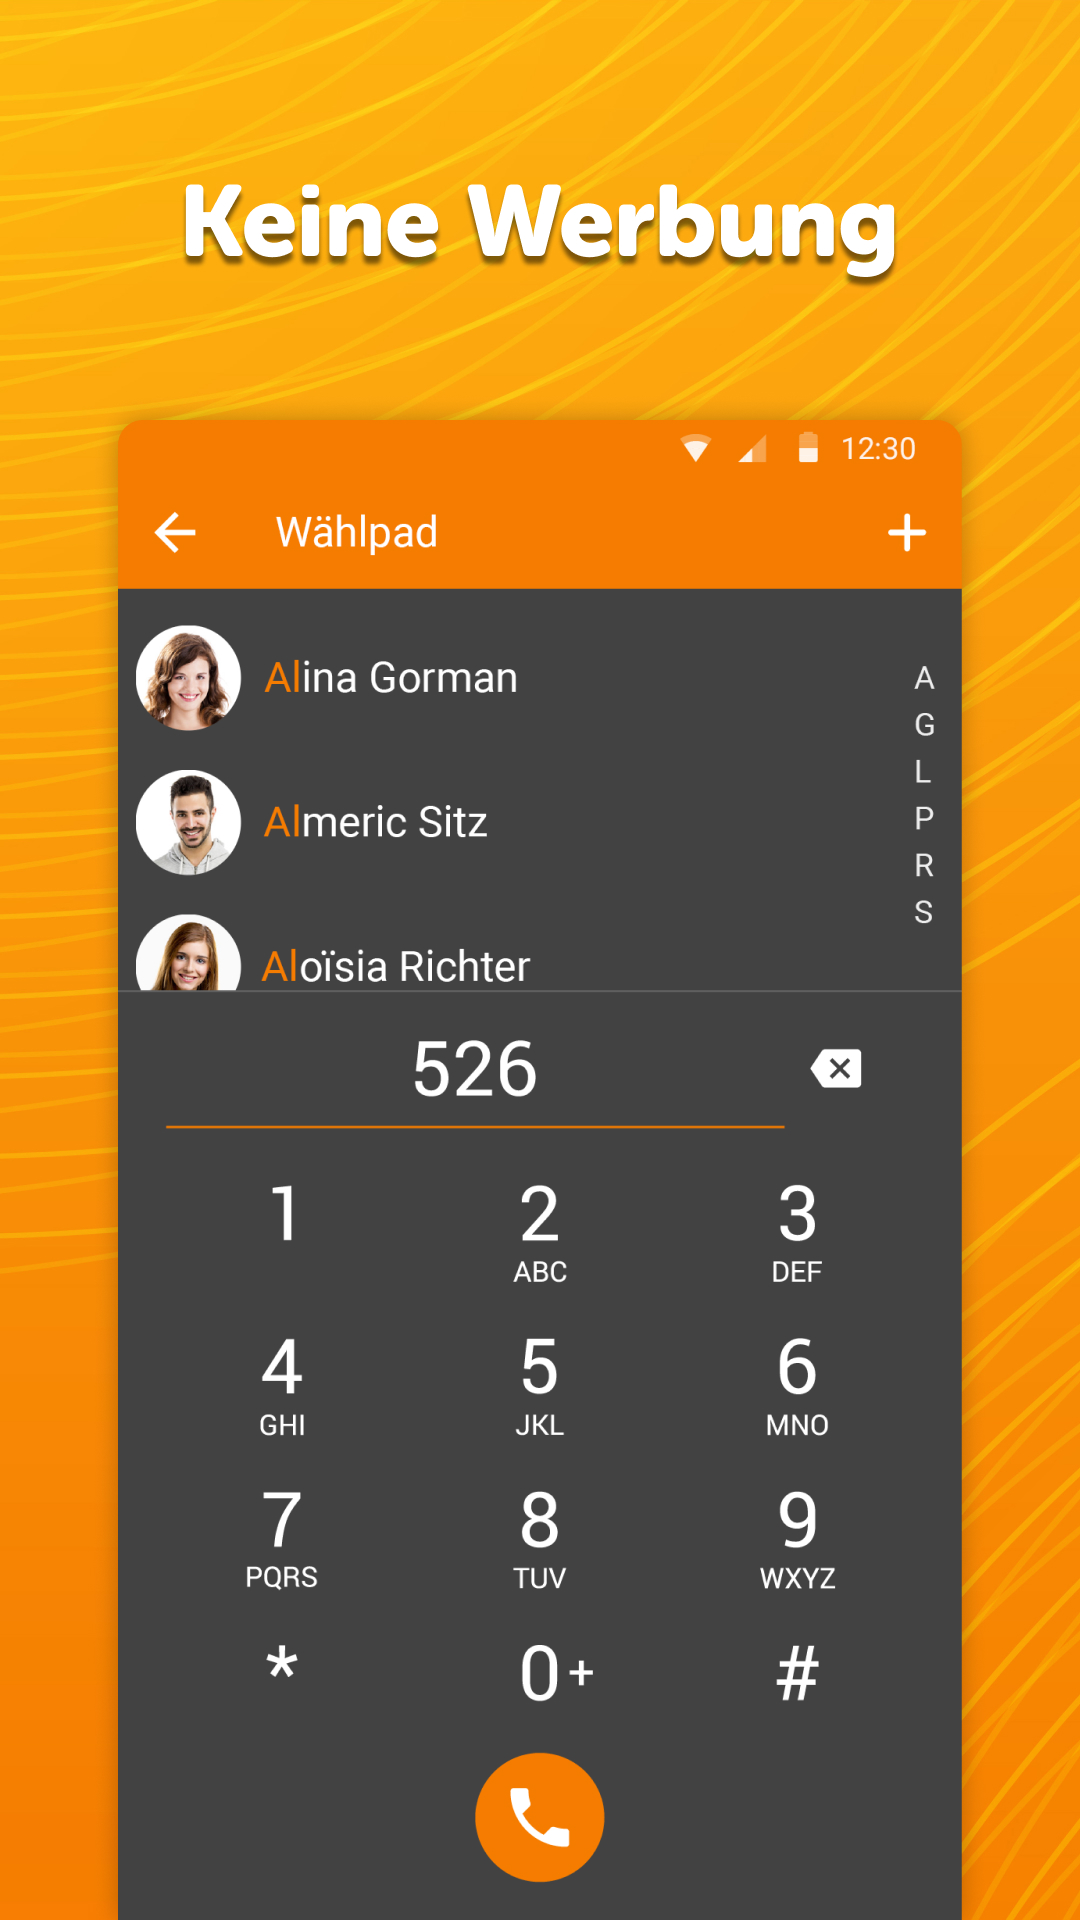 Keine Werbung
12:30
Wählpad
Alina Gorman
Almeric Sitz
Aloïsia Richter
A
G
L
P
R
S
526
1 2 3
ABC DEF
4 5 6
GHI JKL MNO
7 8 9
PQRS TUV WXYZ
* 0 + #